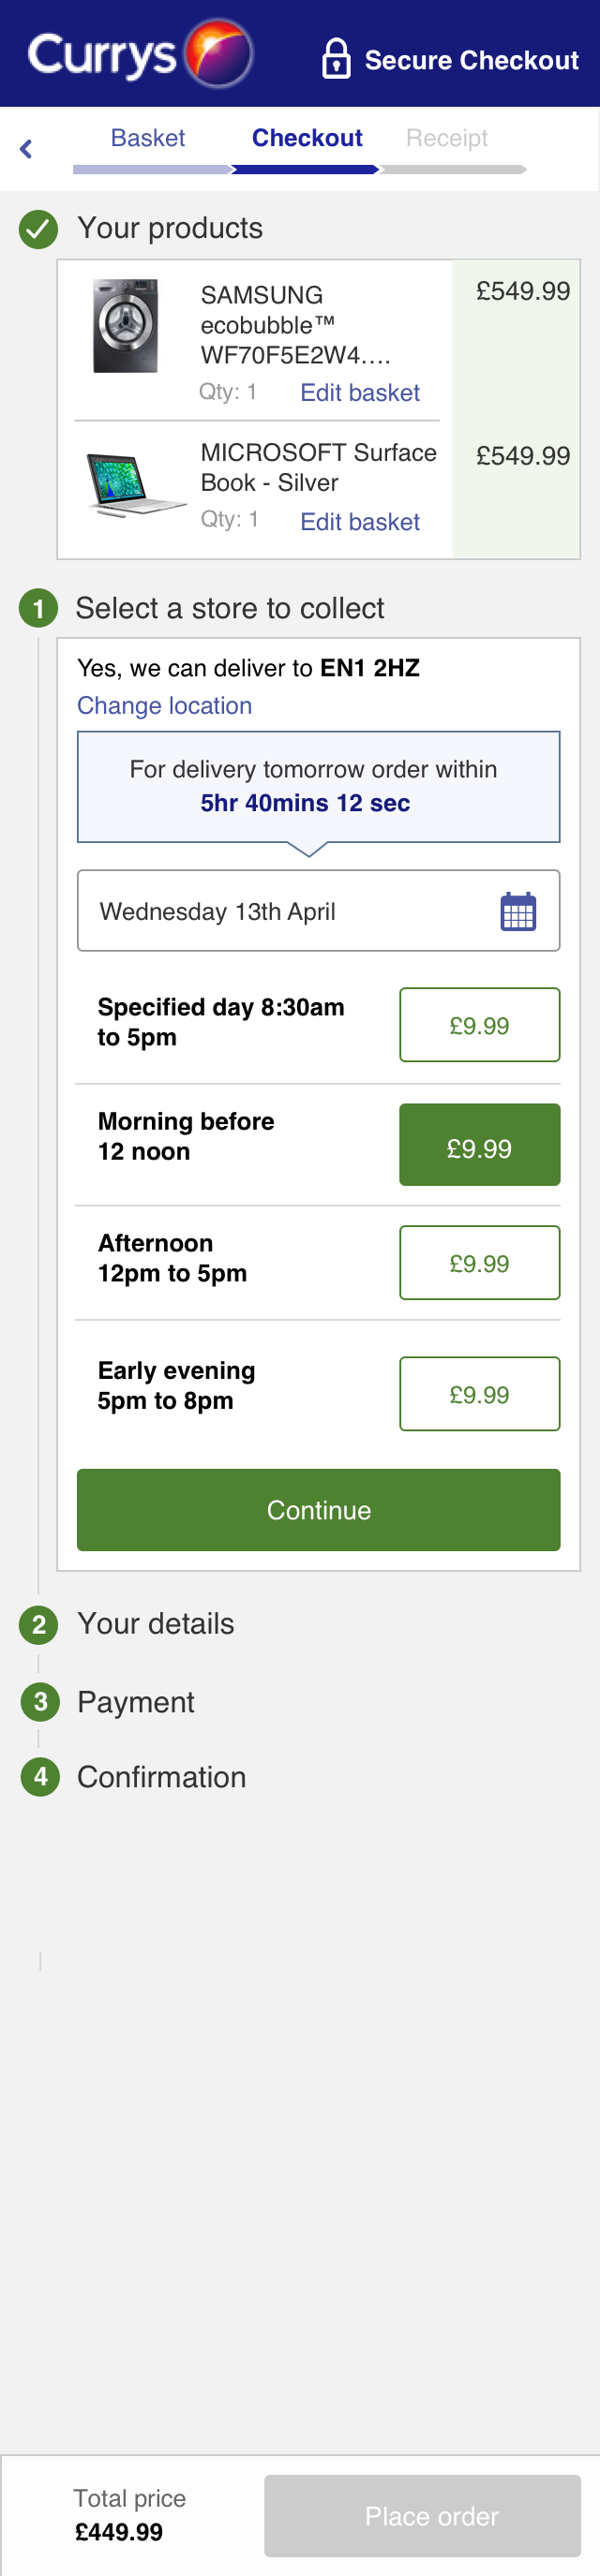 Currys
Secure Checkout
Basket
Checkout
Receipt
Your products
SAMSUNG
ecobubble™
WF70F5E2W4....
£549.99
Qty: 1
Edit basket
MICROSOFT Surface
Book - Silver
£549.99
Qty: 1
Edit basket
1
Select a store to collect
Yes, we can deliver to EN1 2HZ
Change location
For delivery tomorrow order within
5hr 40mins 12 sec
Wednesday 13th April
Specified day 8:30am
to 5pm
£9.99
Morning before
12 noon
£9.99
Afternoon
12pm to 5pm
£9.99
Early evening
5pm to 8pm
£9.99
Continue
2
Your details
3
Payment
4
Confirmation
Total price
£449.99
Place order